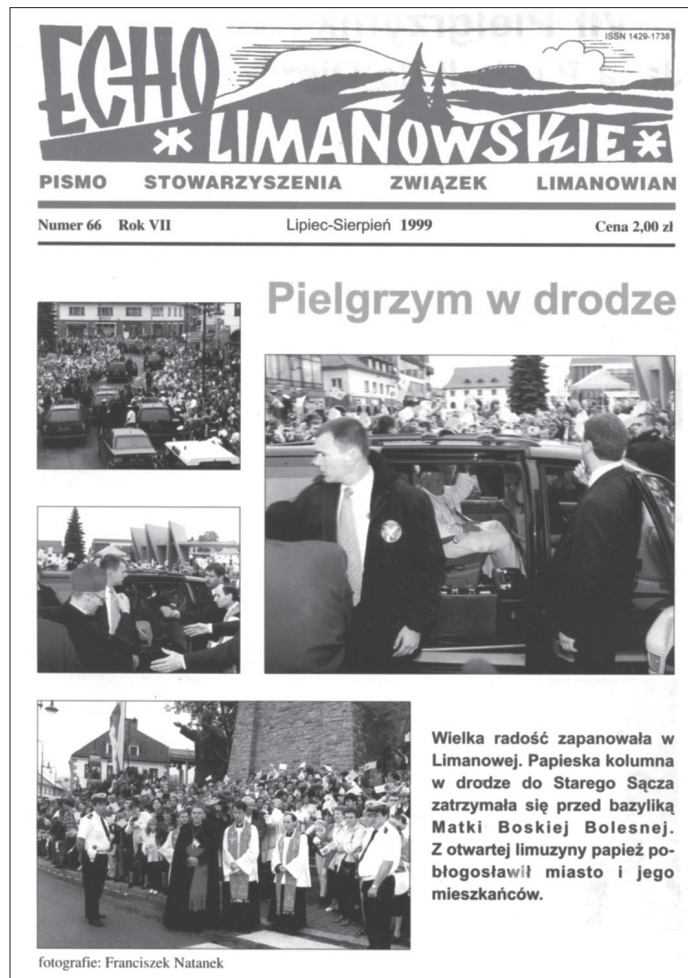 ISSN 1429-1738
ECHO
LIMANOWSKIE
PISMO STOWARZYSZENIA ZWIĄZEK LIMANOWIAN
Numer 66 Rok VII Lipiec-Sierpień 1999 Cena 2,00 zł
Pielgrzym w drodze
Wielka radość zapanowała w
Limanowej. Papieska kolumna
w drodze do Starego Sącza
zatrzymała się przed bazyliką
Matki Boskiej Bolesnej.
Z otwartej limuzyny papież po-
błogosławił miasto i jego
mieszkańców.
fotografie: Franciszek Natanek